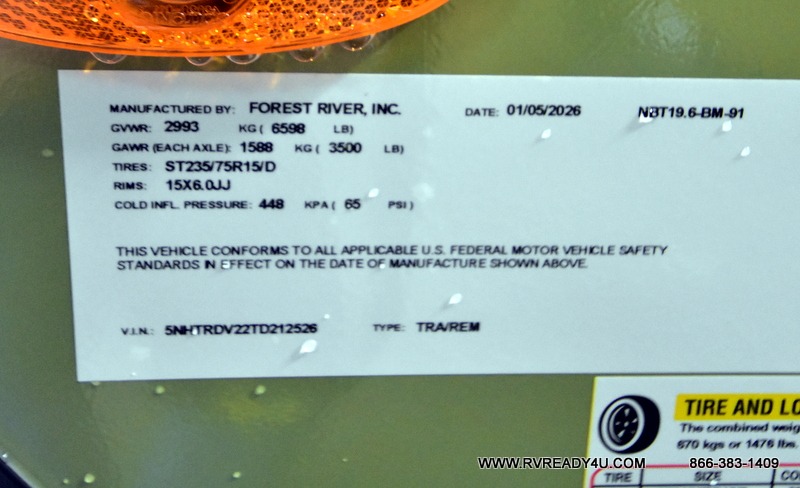 MANUFACTURED BY: FOREST RIVER, INC. DATE: 01/05/2026 NBT19.6-BM-91
GVWR: 2993 KG ( 6598 LB)
GAWR (EACH AXLE): 1588 KG ( 3500 LB)
TIRES: ST235/75R15/D
RIMS: 15X6.0JJ
COLD INFL. PRESSURE: 448 KPA ( 65 PSI )
THIS VEHICLE CONFORMS TO ALL APPLICABLE U.S. FEDERAL MOTOR VEHICLE SAFETY
STANDARDS IN EFFECT ON THE DATE OF MANUFACTURE SHOWN ABOVE.
V.I.N.: 5NHTRDV22TD212526 TYPE: TRA/REM
TIRE AND LO
The combined weig
670 kgs or 1476 lbs.
TIRE SIZE CO
WWW.RVREADY4U.COM 866-383-1409